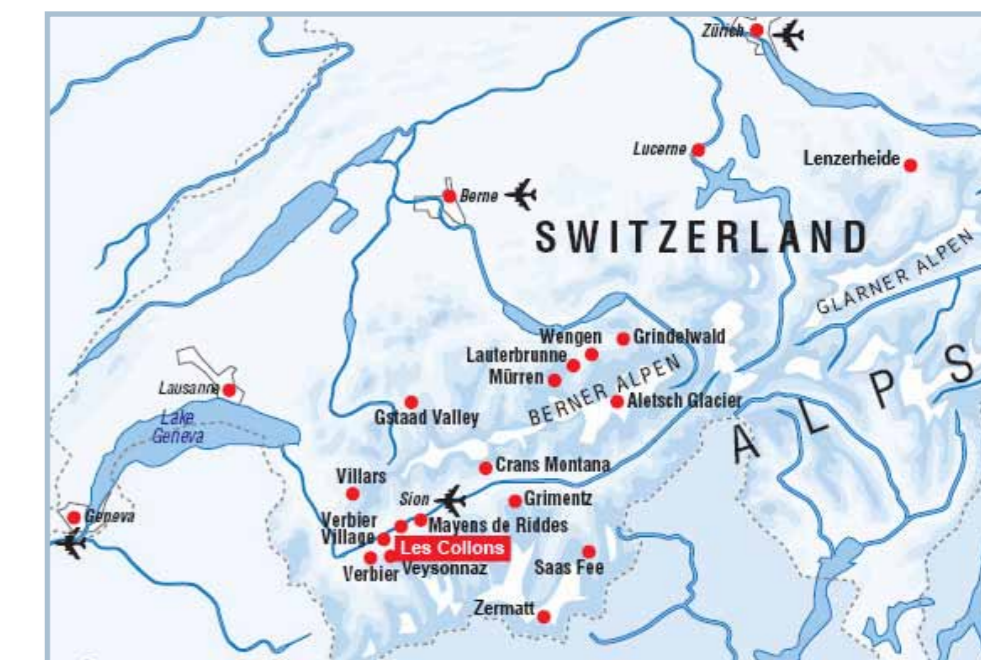 Zürich
Lucerne
Lenzerheide
Berne
SWITZERLAND
GLARNER ALPEN
Wengen
Grindelwald
Lauterbrunne
Mürren
BERNER ALPEN
Aletsch Glacier
ALPS
Lausanne
Lake
Geneva
Gstaad Valley
Crans Montana
Villars
Sion
Grimentz
Geneva
Verbier
Village
Mayens de Riddes
Les Collons
Verbier
Veysonnaz
Saas Fee
Zermatt